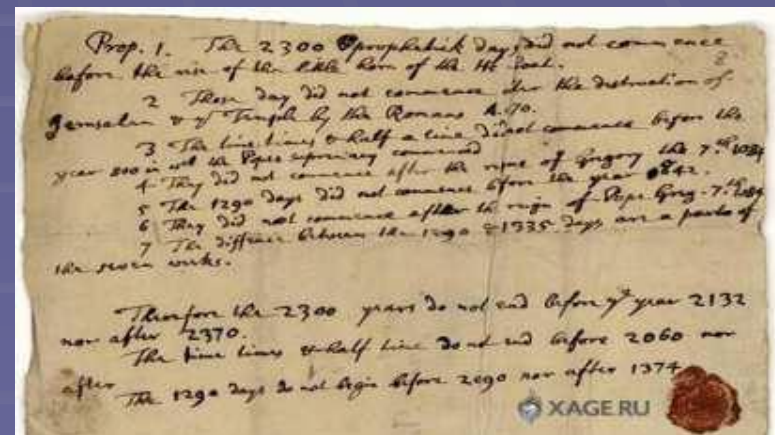 Prop. 1. The 2300 prophetick days did not commence
before the rise of the little horn of the He Goat.
8.
2 Those day did not commence after the destruction of
Jerusalem & ye Temple by the Romans A. 70.
3 The time times & half a time did not commence before the
year 800 in wch the Popes supremacy commenced
4 They did not commence after the reigne of Gregory the 7.th 1084
5 The 1290 days did not commence before the year 842.
6 They did not commence after the reign of Pope Greg. 7.th 1084
7 The diffence between the 1290 & 1335 days are a parts of
the seven weeks.
Therefore the 2300 years do not end before ye year 2132
nor after 2370.
The time times & half time do not end before 2060 nor
after
The 1290 days do not begin before 2090 nor after 1374
XAGE.RU